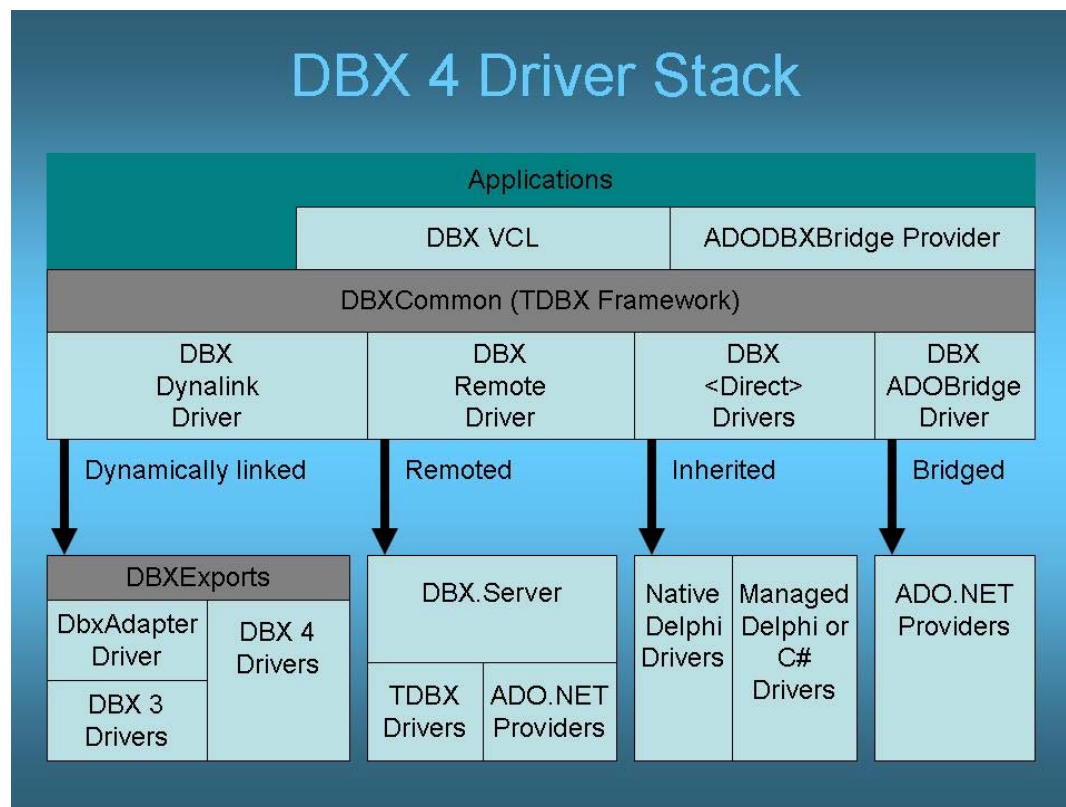 DBX 4 Driver Stack
Applications
DBX VCL
ADODBXBridge Provider
DBXCommon (TDBX Framework)
DBX
Dynalink
Driver
DBX
Remote
Driver
DBX
<Direct>
Drivers
DBX
ADOBridge
Driver
Dynamically linked
Remoted
Inherited
Bridged
DBXExports
DbxAdapter
Driver
DBX 3
Drivers
DBX 4
Drivers
DBX.Server
TDBX
Drivers
ADO.NET
Providers
Native
Delphi
Drivers
Managed
Delphi or
C#
Drivers
ADO.NET
Providers